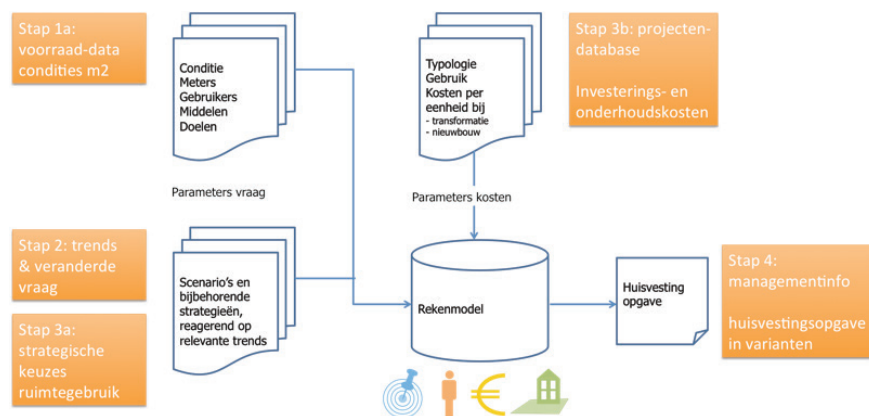 Stap 1a:
voorraad-data
condities m2
Conditie
Meters
Gebruikers
Middelen
Doelen
Typologie
Gebruik
Kosten per
eenheid bij
- transformatie
- nieuwbouw
Stap 3b: projecten-
database
Investerings- en
onderhoudskosten
Parameters vraag
Parameters kosten
Stap 2: trends
& veranderde
vraag
Stap 3a:
strategische
keuzes
ruimtegebruik
Scenario's en
bijbehorende
strategieën,
reagerend op
relevante trends
Rekenmodel
Huisvesting
opgave
Stap 4:
managementinfo
huisvestingsopgave
in varianten